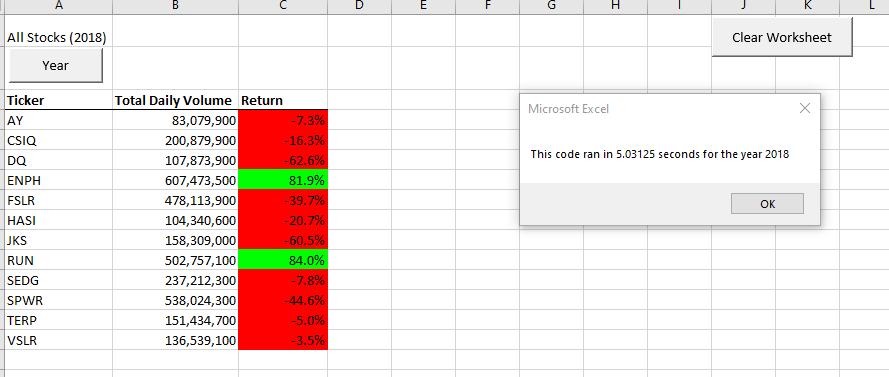 A B C D E F G H I J K L
All Stocks (2018)
Clear Worksheet
Year
Ticker Total Daily Volume Return
AY 83,079,900 -7.3%
CSIQ 200,879,900 -16.3%
DQ 107,873,900 -62.6%
ENPH 607,473,500 81.9%
FSLR 478,113,900 -39.7%
HASI 104,340,600 -20.7%
JKS 158,309,000 -60.5%
RUN 502,757,100 84.0%
SEDG 237,212,300 -7.8%
SPWR 538,024,300 -44.6%
TERP 151,434,700 -5.0%
VSLR 136,539,100 -3.5%
Microsoft Excel
This code ran in 5.03125 seconds for the year 2018
OK